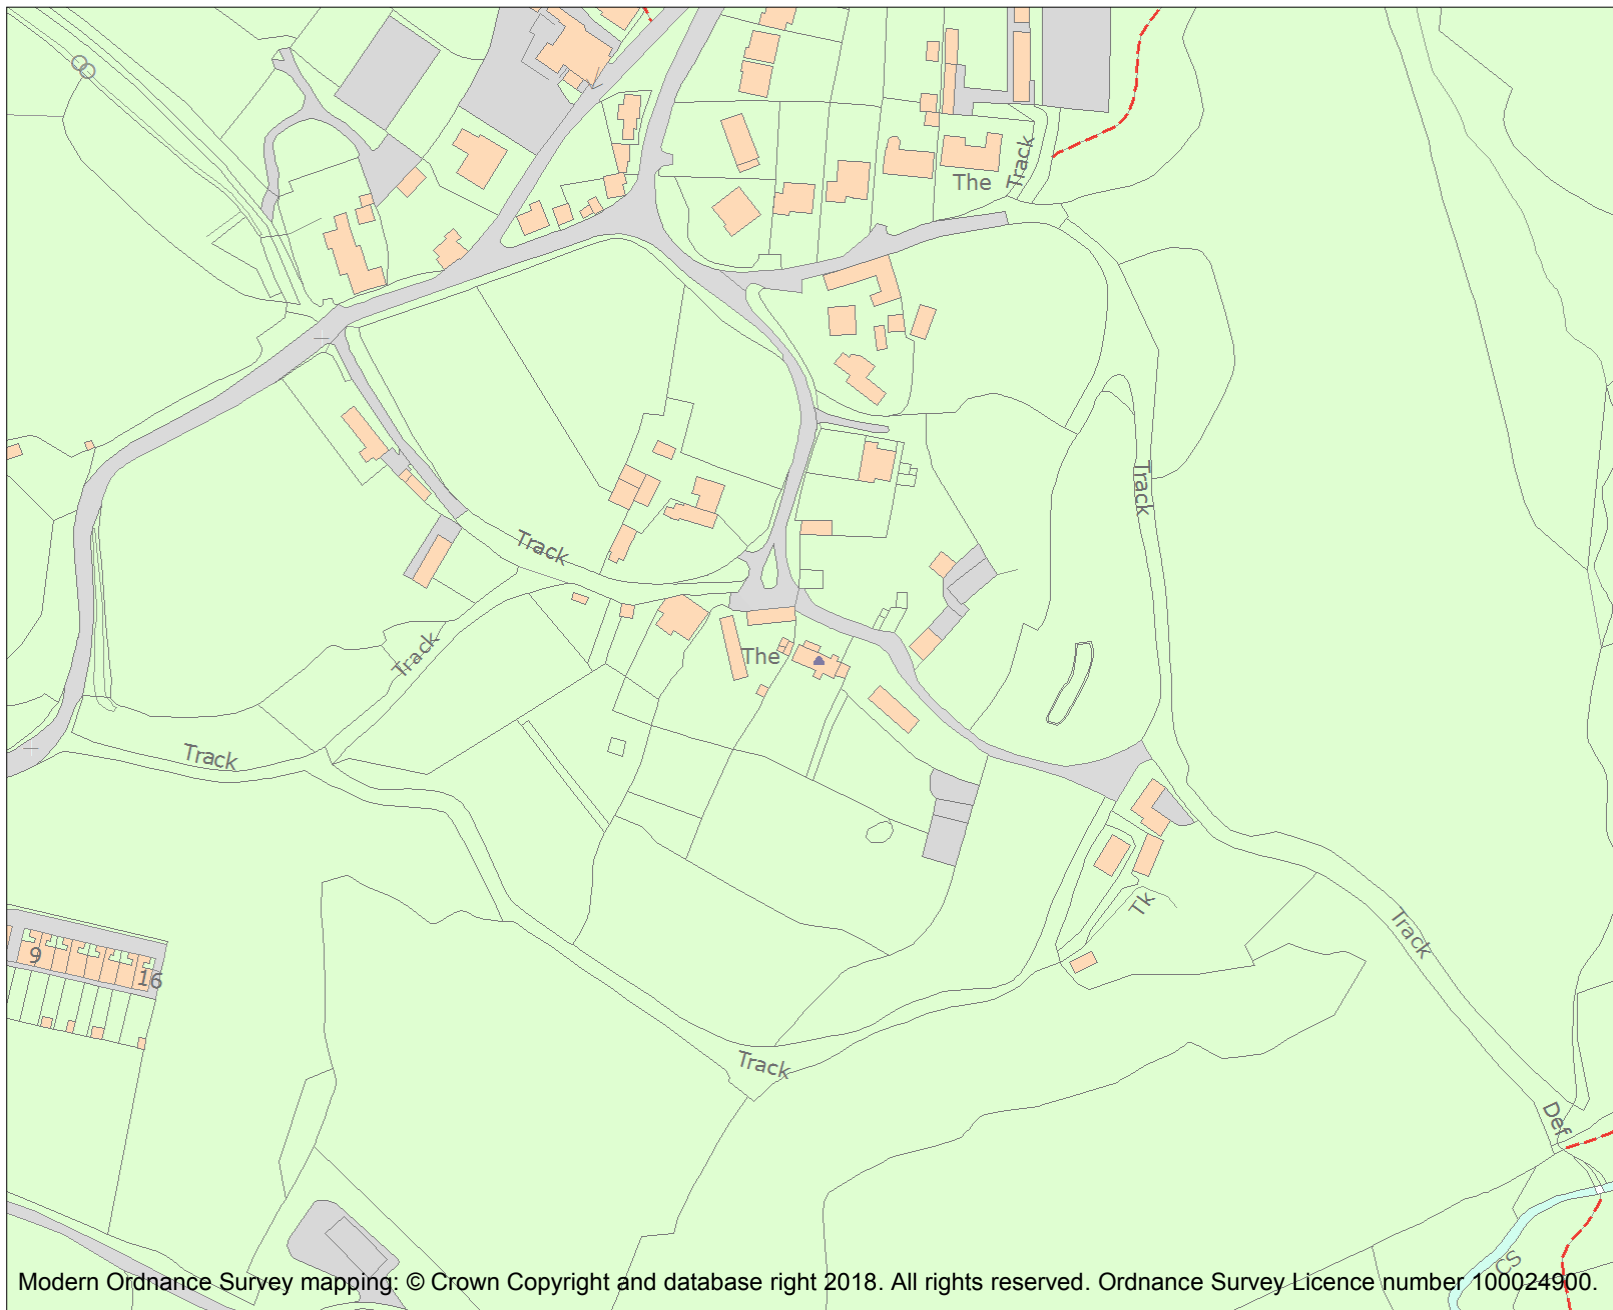 Track
The
Track
Track
The
Track
Track
Tk
Track
9
16
Track
Def
CS
Modern Ordnance Survey mapping: © Crown Copyright and database right 2018. All rights reserved. Ordnance Survey Licence number 100024900.